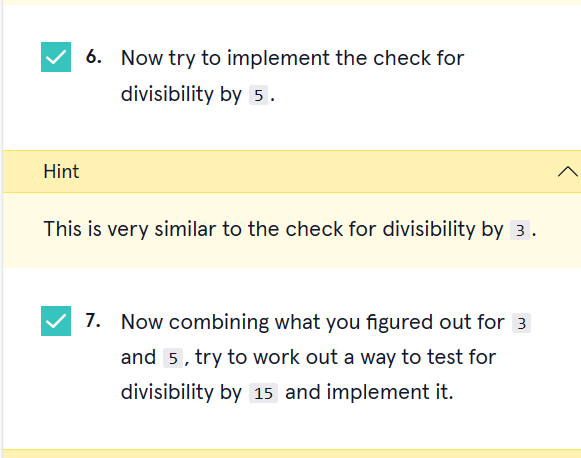 6. Now try to implement the check for
divisibility by 5.
Hint
This is very similar to the check for divisibility by 3.
7. Now combining what you figured out for 3
and 5, try to work out a way to test for
divisibility by 15 and implement it.